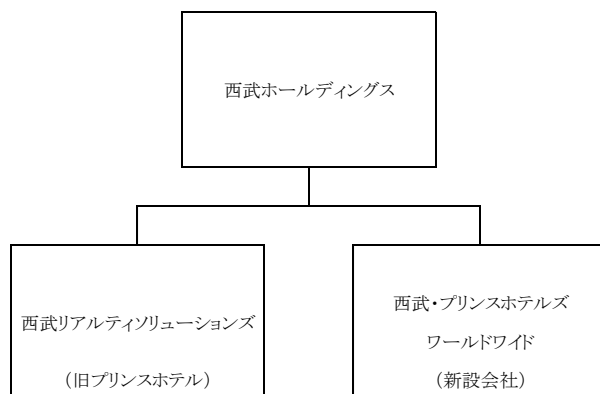 西武ホールディングス
西武リアルティソリューションズ
（旧プリンスホテル）
西武・プリンスホテルズ
ワールドワイド
（新設会社）